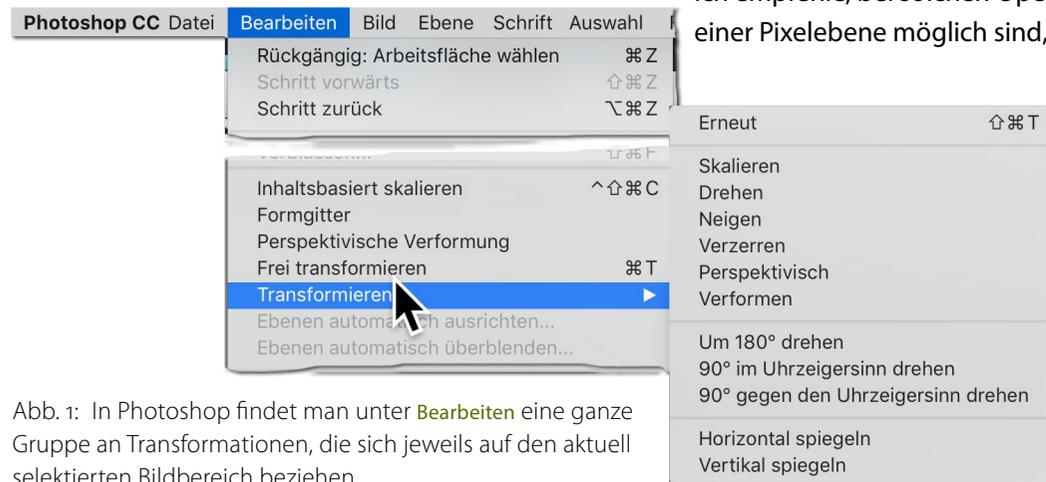 Photoshop CC Datei Bearbeiten Bild Ebene Schrift Auswahl
einer Pixelebene möglich sind,
Rückgängig: Arbeitsfläche wählen ⌘Z
Schritt vorwärts ⇧⌘Z
Schritt zurück ⌥⌘Z
Inhaltsbasiert skalieren ^⇧⌘C
Formgitter
Perspektivische Verformung
Frei transformieren ⌘T
Transformieren ▶
Ebenen automatisch ausrichten...
Ebenen automatisch überblenden...
Erneut ⇧⌘T
Skalieren
Drehen
Neigen
Verzerren
Perspektivisch
Verformen
Um 180° drehen
90° im Uhrzeigersinn drehen
90° gegen den Uhrzeigersinn drehen
Horizontal spiegeln
Vertikal spiegeln
Abb. 1: In Photoshop findet man unter Bearbeiten eine ganze
Gruppe an Transformationen, die sich jeweils auf den aktuell
selektierten Bildbereich beziehen